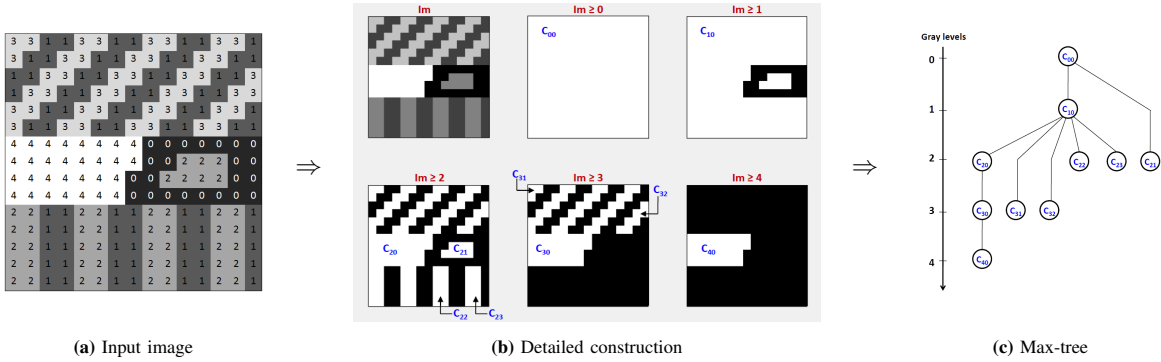 3 3 1 1 3 3 1 1 3 3 1 1 3 3 1
3 1 1 3 3 1 1 3 3 1 1 3 3 1 1
1 1 3 3 1 1 3 3 1 1 3 3 1 1 3
1 3 3 1 1 3 3 1 1 3 3 1 1 3 3
3 3 1 1 3 3 1 1 3 3 1 1 3 3 1
3 1 1 3 3 1 1 3 3 1 1 3 3 1 1
4 4 4 4 4 4 4 4 0 0 0 0 0 0 0
4 4 4 4 4 4 4 4 0 0 2 2 2 0 0
4 4 4 4 4 4 4 0 0 2 2 2 2 0 0
4 4 4 4 4 4 4 0 0 0 0 0 0 0 0
2 2 1 1 2 2 1 1 2 2 1 1 2 2 1
2 2 1 1 2 2 1 1 2 2 1 1 2 2 1
2 2 1 1 2 2 1 1 2 2 1 1 2 2 1
2 2 1 1 2 2 1 1 2 2 1 1 2 2 1
2 2 1 1 2 2 1 1 2 2 1 1 2 2 1
(a) Input image
⇒
Im
Im ≥ 0
C00
Im ≥ 1
C10
Im ≥ 2
C20
C21
C22
C23
Im ≥ 3
C31
C32
C30
Im ≥ 4
C40
(b) Detailed construction
⇒
Gray levels
0
C00
1
C10
2
C20
C22
C23
C21
3
C30
C31
C32
4
C40
(c) Max-tree